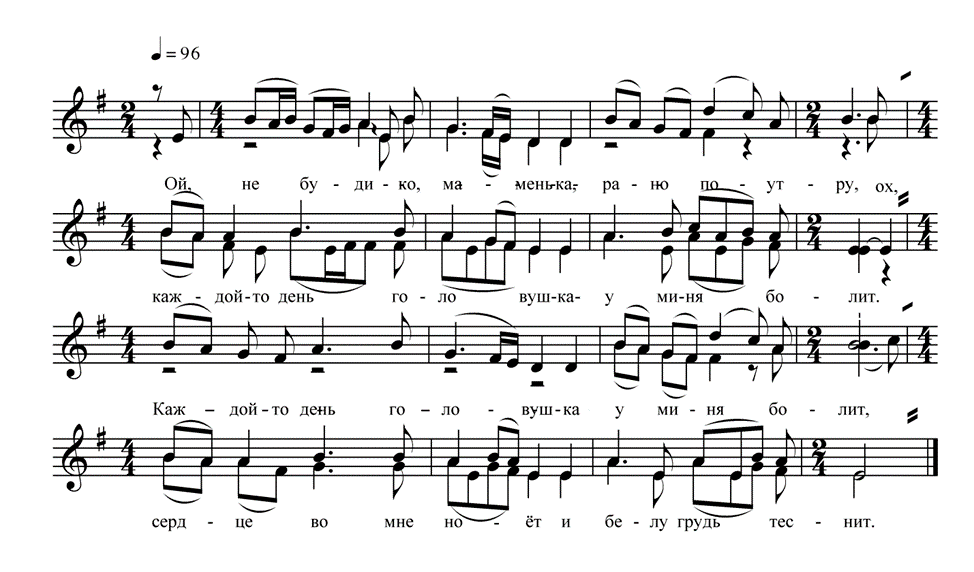 = 96
Ой, не бу - ди - ко, ма - мень-ка, ра - ню по - ут - ру, ох,
каж - дой-то день го - ло вуш-ка- у ми-ня бо - лит.
Каж - дой-то день го - ло - вуш-ка у ми - ня бо - лит,
серд - це во мне но - ёт и бе - лу грудь тес - нит.